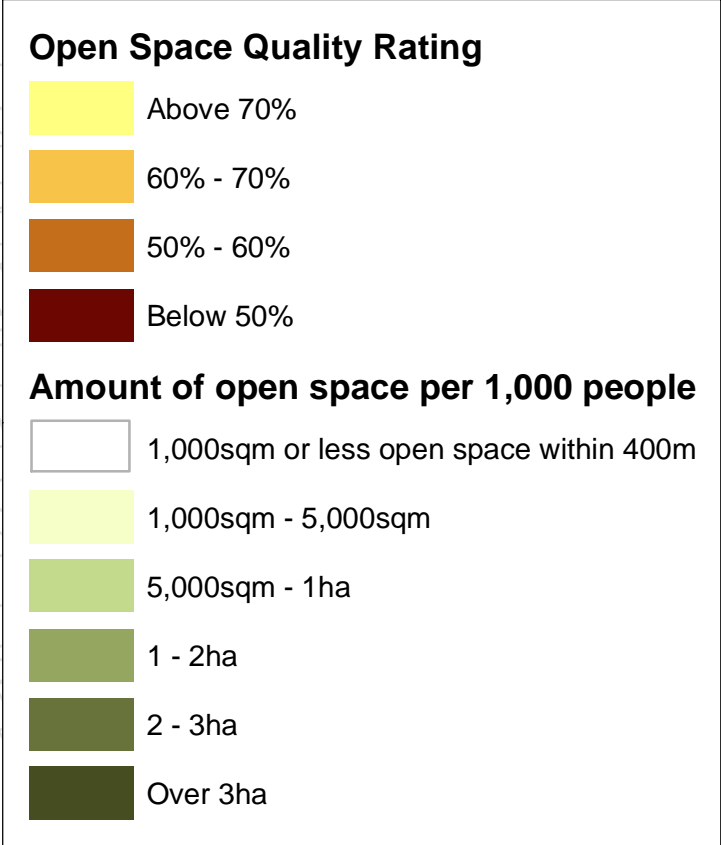 Open Space Quality Rating
Above 70%
60% - 70%
50% - 60%
Below 50%
Amount of open space per 1,000 people
1,000sqm or less open space within 400m
1,000sqm - 5,000sqm
5,000sqm - 1ha
1 - 2ha
2 - 3ha
Over 3ha